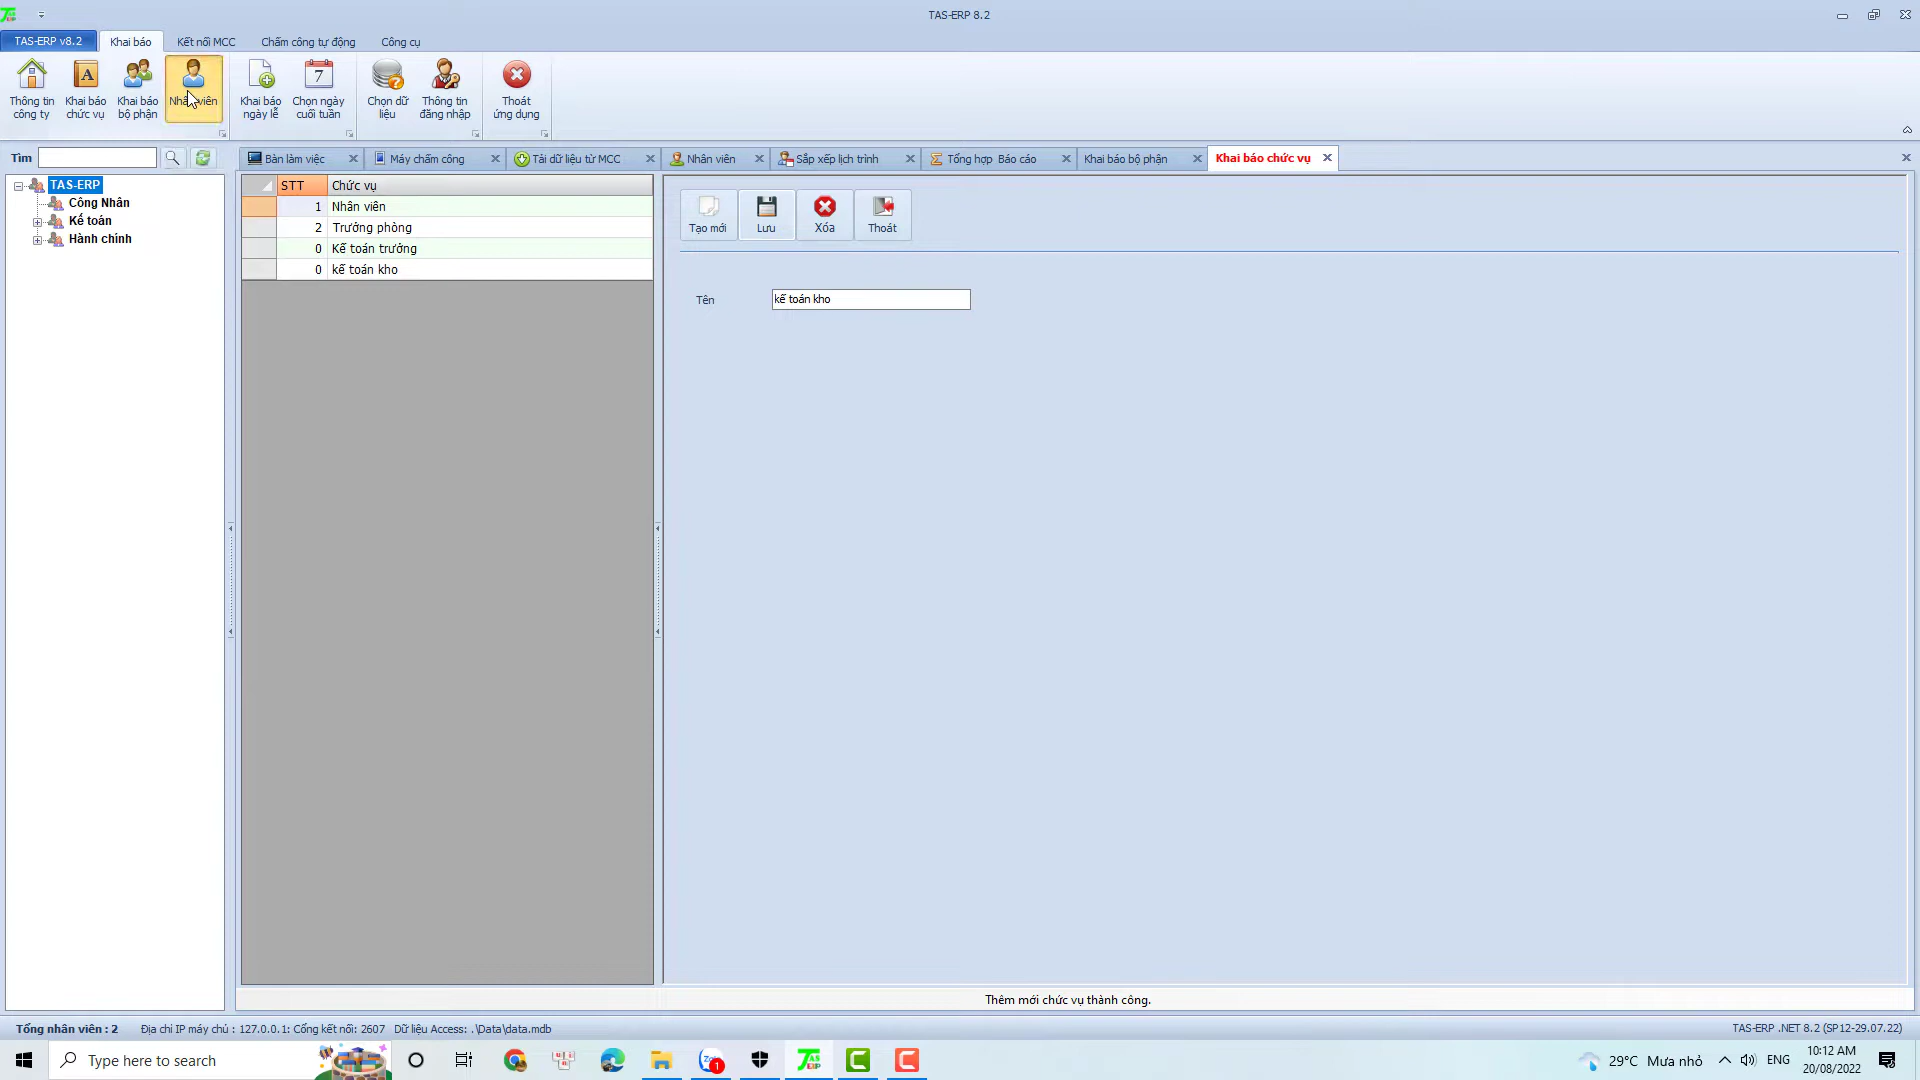 TAS-ERP 8.2
TAS-ERP v8.2
Khai báo
Kết nối MCC
Chấm công tự động
Công cụ
Thông tin công ty
Khai báo chức vụ
Khai báo bộ phận
Nhân viên
Khai báo ngày lễ
Chọn ngày cuối tuần
Chọn dữ liệu
Thông tin đăng nhập
Thoát ứng dụng
Tìm
Bàn làm việc
Máy chấm công
Tải dữ liệu từ MCC
Nhân viên
Sắp xếp lịch trình
Tổng hợp Báo cáo
Khai báo bộ phận
Khai báo chức vụ
TAS-ERP
Công Nhân
Kế toán
Hành chính
STT Chức vụ
1 Nhân viên
2 Trưởng phòng
0 Kế toán trưởng
0 kế toán kho
Tạo mới
Lưu
Xóa
Thoát
Tên
kế toán kho
Thêm mới chức vụ thành công.
Tổng nhân viên : 2
Địa chỉ IP máy chủ : 127.0.0.1: Cổng kết nối: 2607
Dữ liệu Access: .\Data\data.mdb
TAS-ERP .NET 8.2 (SP12-29.07.22)
Type here to search
1
29°C Mưa nhỏ
ENG
10:12 AM
20/08/2022